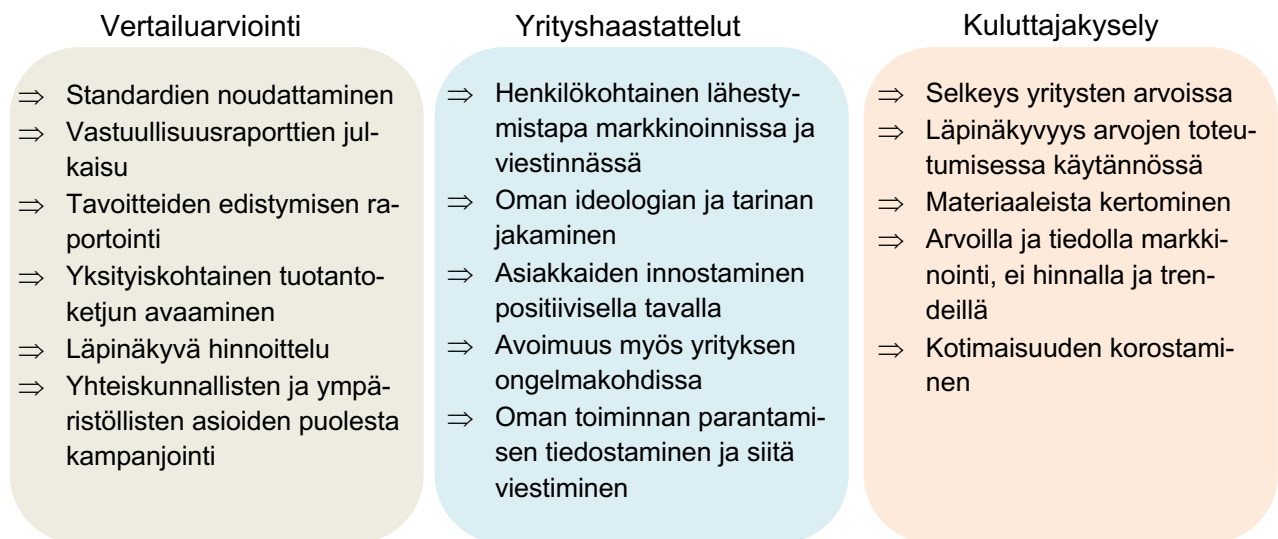 Vertailuarviointi
⇒ Standardien noudattaminen
⇒ Vastuullisuusraporttien jul-
kaisu
⇒ Tavoitteiden edistymisen ra-
portointi
⇒ Yksityiskohtainen tuotanto-
ketjun avaaminen
⇒ Läpinäkyvä hinnoittelu
⇒ Yhteiskunnallisten ja ympä-
ristöllisten asioiden puolesta
kampanjointi
Yrityshaastattelut
⇒ Henkilökohtainen lähesty-
mistapa markkinoinnissa ja
viestinnässä
⇒ Oman ideologian ja tarinan
jakaminen
⇒ Asiakkaiden innostaminen
positiivisella tavalla
⇒ Avoimuus myös yrityksen
ongelmakohdissa
⇒ Oman toiminnan parantami-
sen tiedostaminen ja siitä
viestiminen
Kuluttajakysely
⇒ Selkeys yritysten arvoissa
⇒ Läpinäkyvyys arvojen toteu-
tumisessa käytännössä
⇒ Materiaaleista kertominen
⇒ Arvoilla ja tiedolla markki-
nointi, ei hinnalla ja tren-
deillä
⇒ Kotimaisuuden korostami-
nen